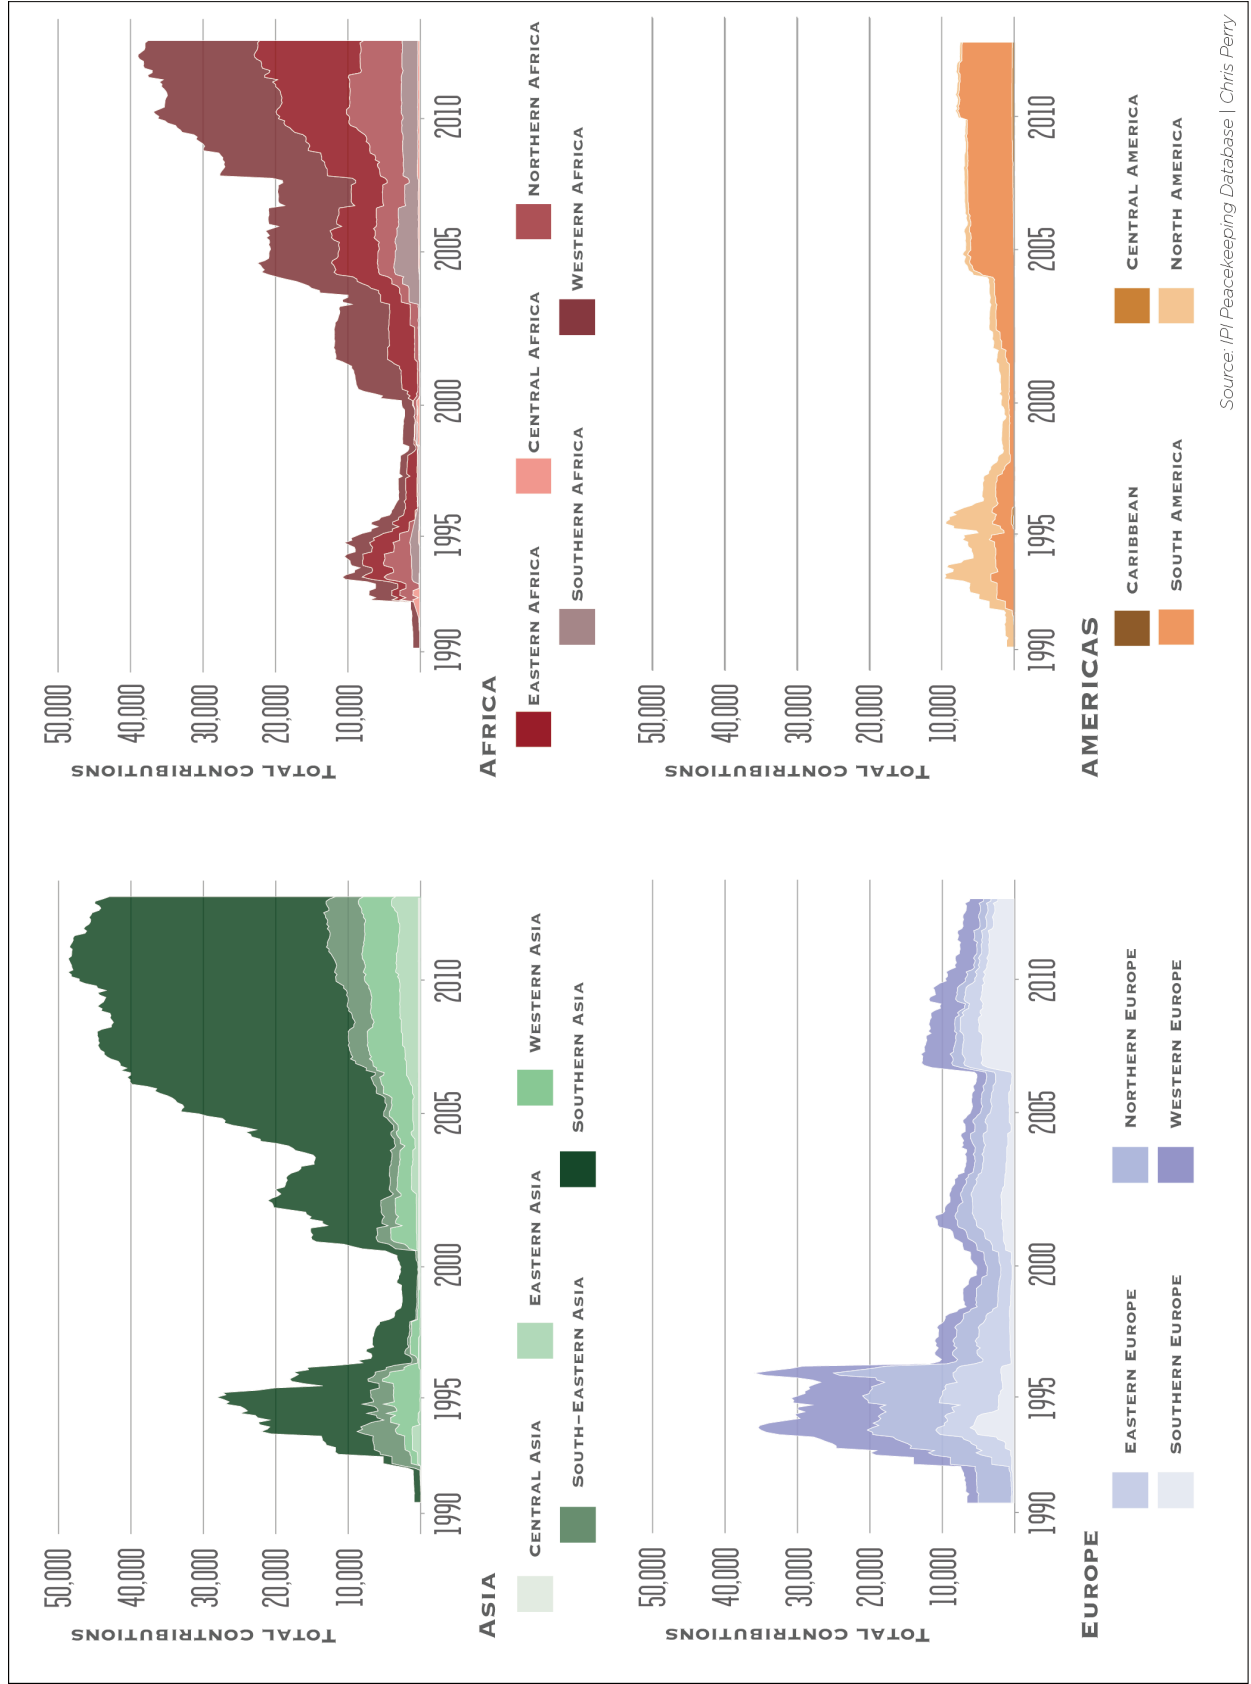 TOTAL CONTRIBUTIONS
50,000
40,000
30,000
20,000
10,000
1990
1995
2000
2005
2010
ASIA
CENTRAL ASIA
EASTERN ASIA
WESTERN ASIA
SOUTH-EASTERN ASIA
SOUTHERN ASIA
TOTAL CONTRIBUTIONS
50,000
40,000
30,000
20,000
10,000
1990
1995
2000
2005
2010
AFRICA
EASTERN AFRICA
CENTRAL AFRICA
NORTHERN AFRICA
SOUTHERN AFRICA
WESTERN AFRICA
TOTAL CONTRIBUTIONS
50,000
40,000
30,000
20,000
10,000
1990
1995
2000
2005
2010
EUROPE
EASTERN EUROPE
NORTHERN EUROPE
SOUTHERN EUROPE
WESTERN EUROPE
TOTAL CONTRIBUTIONS
50,000
40,000
30,000
20,000
10,000
1990
1995
2000
2005
2010
AMERICAS
CARIBBEAN
CENTRAL AMERICA
SOUTH AMERICA
NORTH AMERICA
Source: IPI Peacekeeping Database | Chris Perry